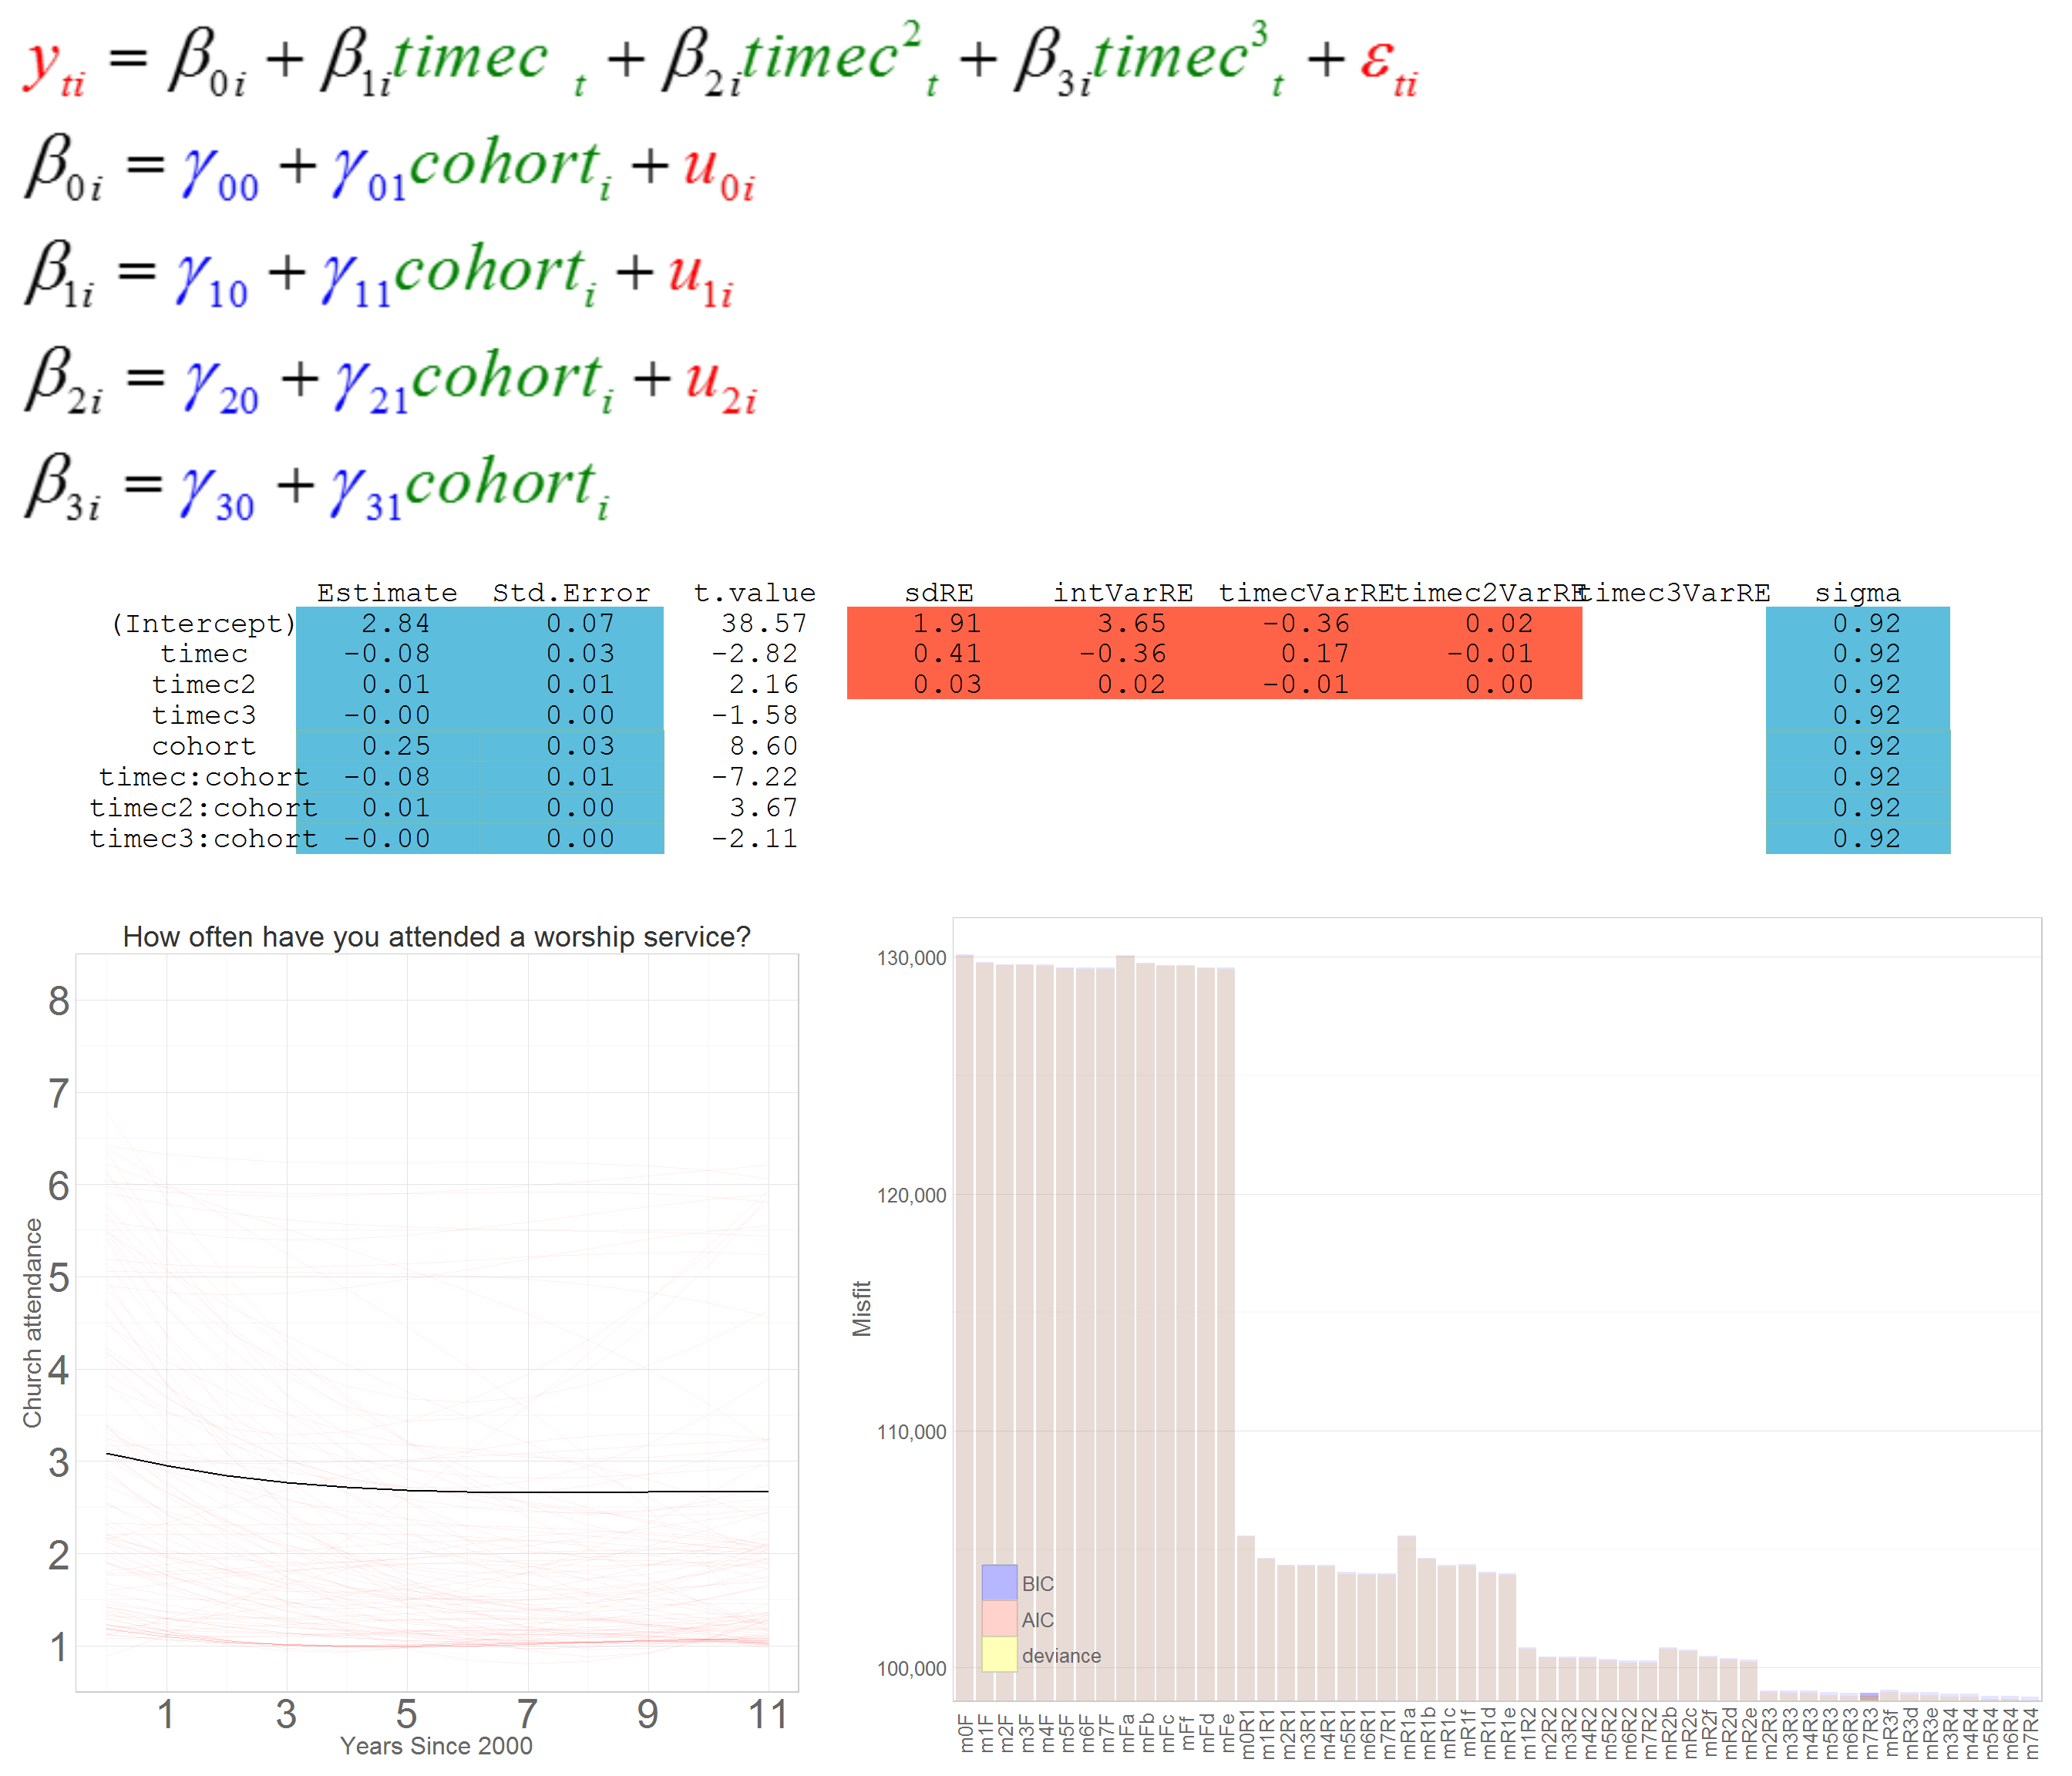 y_ti = β_0i + β_1i timec_t + β_2i timec²_t + β_3i timec³_t + ε_ti
β_0i = γ_00 + γ_01 cohort_i + u_0i
β_1i = γ_10 + γ_11 cohort_i + u_1i
β_2i = γ_20 + γ_21 cohort_i + u_2i
β_3i = γ_30 + γ_31 cohort_i
Estimate Std.Error t.value sdRE intVarRE timecVarRE timec2VarRE timec3VarRE sigma
(Intercept) 2.84 0.07 38.57 1.91 3.65 -0.36 0.02 0.92
timec -0.08 0.03 -2.82 0.41 -0.36 0.17 -0.01 0.92
timec2 0.01 0.01 2.16 0.03 0.02 -0.01 0.00 0.92
timec3 -0.00 0.00 -1.58 0.92
cohort 0.25 0.03 8.60 0.92
timec:cohort -0.08 0.01 -7.22 0.92
timec2:cohort 0.01 0.00 3.67 0.92
timec3:cohort -0.00 0.00 -2.11 0.92
How often have you attended a worship service?
Church attendance
8
7
6
5
4
3
2
1
1 3 5 7 9 11
Years Since 2000
Misfit
130,000
120,000
110,000
100,000
BIC
AIC
deviance
m0F m1F m2F m3F m4F m5F m6F m7F mFa mFb mFc mFf mFd mFe m0R1 m1R1 m2R1 m3R1 m4R1 m5R1 m6R1 m7R1 mR1a mR1b mR1c mR1f mR1d mR1e m1R2 m2R2 m3R2 m4R2 m5R2 m6R2 m7R2 mR2b mR2c mR2f mR2d mR2e m2R3 m3R3 m4R3 m5R3 m6R3 m7R3 mR3f mR3d mR3e m3R4 m4R4 m5R4 m6R4 m7R4